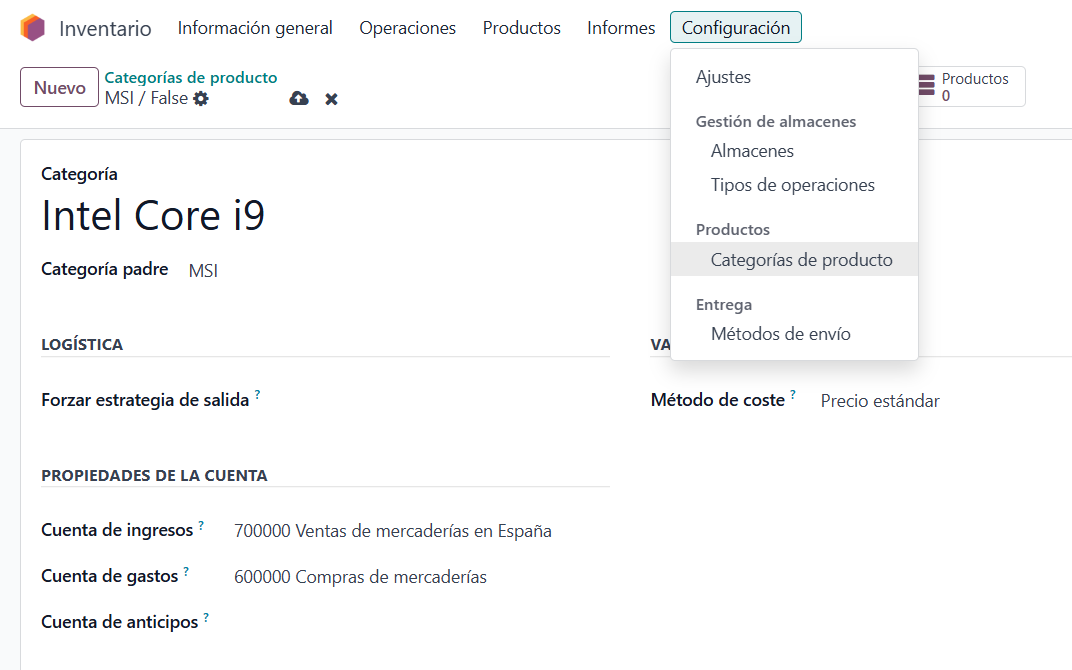 Inventario Información general Operaciones Productos Informes Configuración
Nuevo
Categorías de producto
MSI / False
Productos
0
Ajustes
Gestión de almacenes
Almacenes
Tipos de operaciones
Productos
Categorías de producto
Entrega
Métodos de envío
Categoría
Intel Core i9
Categoría padre MSI
LOGÍSTICA
VA
Forzar estrategia de salida ?
Método de coste ? Precio estándar
PROPIEDADES DE LA CUENTA
Cuenta de ingresos ? 700000 Ventas de mercaderías en España
Cuenta de gastos ? 600000 Compras de mercaderías
Cuenta de anticipos ?